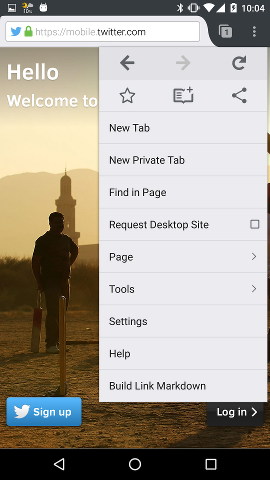 10:04
https://mobile.twitter.com
1
Hello
Welcome to
New Tab
New Private Tab
Find in Page
Request Desktop Site
Page
Tools
Settings
Help
Build Link Markdown
Sign up
Log in